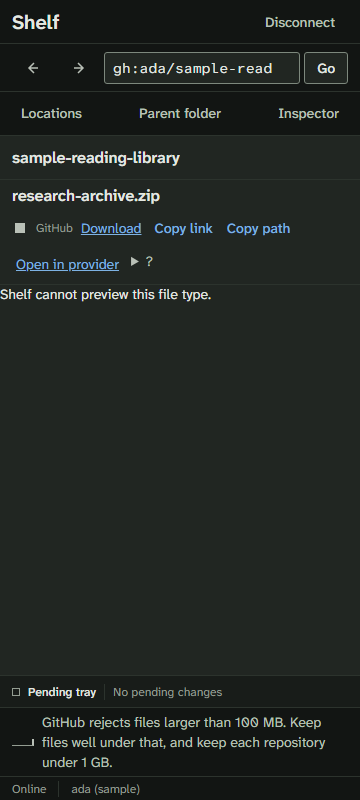 Shelf Disconnect
gh:ada/sample-read Go
Locations Parent folder Inspector
sample-reading-library
research-archive.zip
GitHub Download Copy link Copy path
Open in provider ?
Shelf cannot preview this file type.
Pending tray No pending changes
GitHub rejects files larger than 100 MB. Keep
files well under that, and keep each repository
under 1 GB.
Online ada (sample)